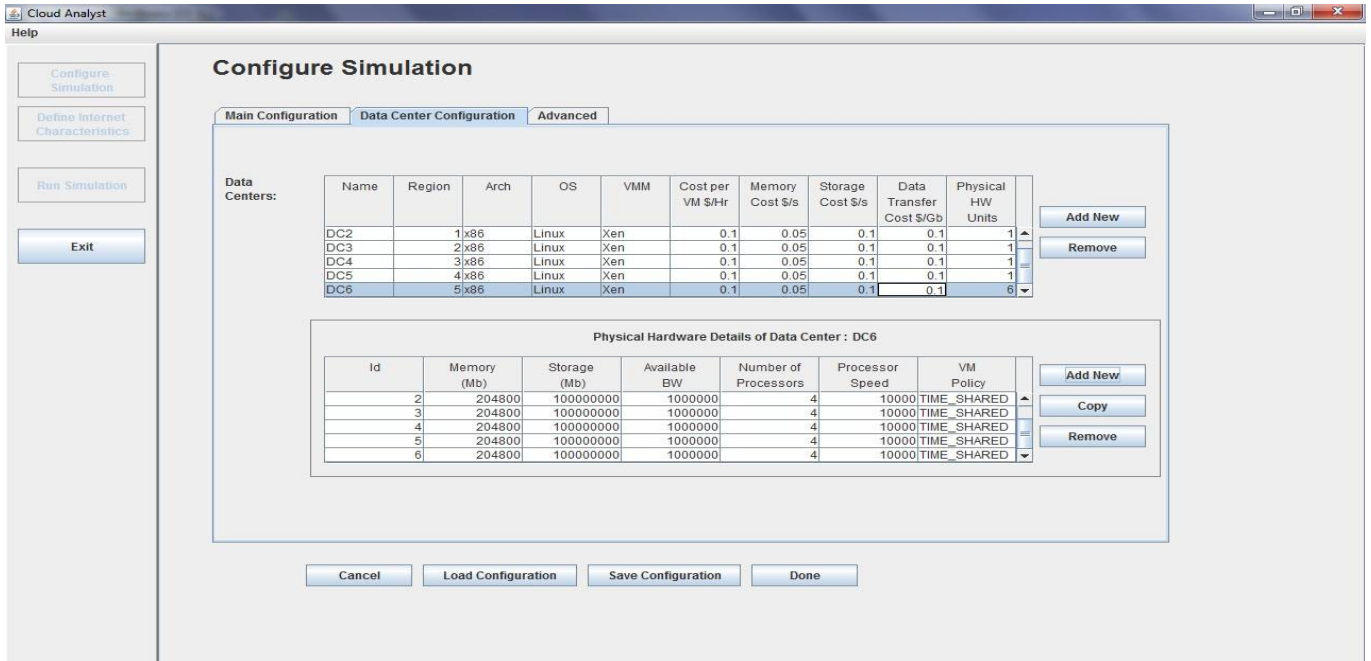 Cloud Analyst
Help
Configure Simulation
Configure
Simulation
Define Internet
Characteristics
Run Simulation
Exit
Main Configuration Data Center Configuration Advanced
Data
Centers:
Name Region Arch OS VMM Cost per Memory Storage Data Physical
VM $/Hr Cost $/s Cost $/s Transfer HW
Cost $/Gb Units
DC2 1 x86 Linux Xen 0.1 0.05 0.1 0.1 1
DC3 2 x86 Linux Xen 0.1 0.05 0.1 0.1 1
DC4 3 x86 Linux Xen 0.1 0.05 0.1 0.1 1
DC5 4 x86 Linux Xen 0.1 0.05 0.1 0.1 1
DC6 5 x86 Linux Xen 0.1 0.05 0.1 0.1 6
Add New
Remove
Physical Hardware Details of Data Center : DC6
Id Memory Storage Available Number of Processor VM
(Mb) (Mb) BW Processors Speed Policy
2 204800 100000000 1000000 4 10000 TIME_SHARED
3 204800 100000000 1000000 4 10000 TIME_SHARED
4 204800 100000000 1000000 4 10000 TIME_SHARED
5 204800 100000000 1000000 4 10000 TIME_SHARED
6 204800 100000000 1000000 4 10000 TIME_SHARED
Add New
Copy
Remove
Cancel Load Configuration Save Configuration Done